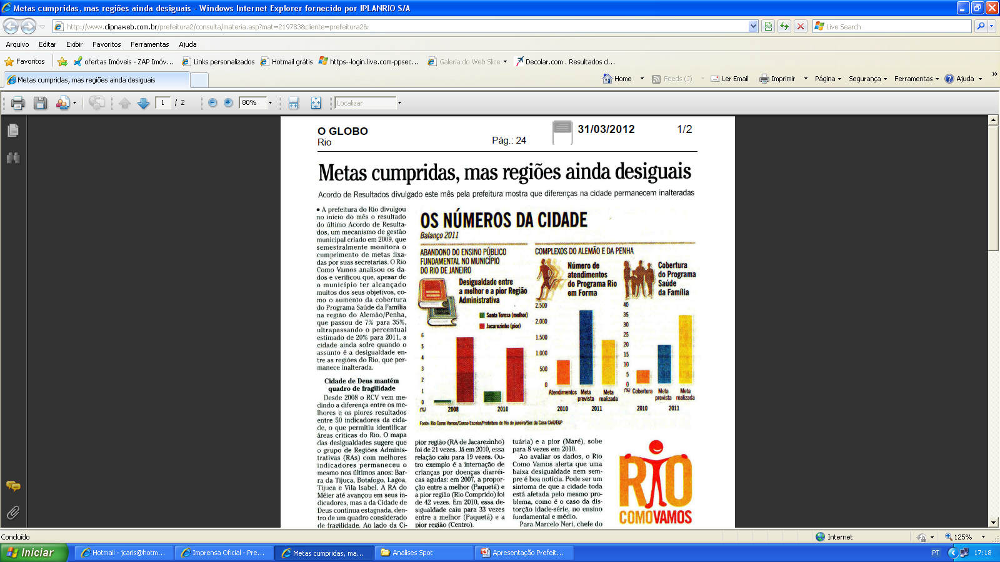 Metas cumpridas, mas regiões ainda desiguais - Windows Internet Explorer fornecido por IPLANRIO S/A
http://www.clipnaweb.com.br/prefeitura2/consulta/materia.asp?mat=219783&cliente=prefeitura2&
Live Search
Arquivo Editar Exibir Favoritos Ferramentas Ajuda
Favoritos ofertas Imóveis - ZAP Imóv... Links personalizados Hotmail grátis https--login.live.com-ppsec... Galeria do Web Slice Decolar.com . Resultados d...
Metas cumpridas, mas regiões ainda desiguais
Home Feeds (J) Ler Email Imprimir Página Segurança Ferramentas Ajuda »
1 / 2 80% Localizar
O GLOBO
Rio
Pág.: 24
31/03/2012
1/2
Metas cumpridas, mas regiões ainda desiguais
Acordo de Resultados divulgado este mês pela prefeitura mostra que diferenças na cidade permanecem inalteradas
• A prefeitura do Rio divulgou
no início do mês o resultado
do último Acordo de Resulta-
dos, um mecanismo de gestão
municipal criado em 2009, que
semestralmente monitora o
cumprimento de metas fixa-
das por suas secretarias. O Rio
Como Vamos analisou os da-
dos e verificou que, apesar de
o município ter alcançado
muitos dos seus objetivos, co-
mo o aumento da cobertura
do Programa Saúde da Família
na região do Alemão/Penha,
que passou de 7% para 35%,
ultrapassando o percentual
estimado de 20% para 2011, a
cidade ainda sofre quando o
assunto é a desigualdade en-
tre as regiões do Rio, que per-
manece inalterada.
Cidade de Deus mantém
quadro de fragilidade
Desde 2008 o RCV vem me-
dindo a diferença entre os me-
lhores e os piores resultados
entre 50 indicadores da cida-
de, o que permitiu identificar
áreas críticas do Rio. O mapa
das desigualdades sugere que
o grupo de Regiões Adminis-
trativas (RAs) com melhores
indicadores permaneceu o
mesmo nos últimos anos: Bar-
ra da Tijuca, Botafogo, Lagoa,
Tijuca e Vila Isabel. A RA do
Méier até avançou em seus in-
dicadores, mas a da Cidade de
Deus continua estagnada, den-
tro de um quadro considerado
de fragilidade. Ao lado da Ci-
OS NÚMEROS DA CIDADE
Balanço 2011
ABANDONO DO ENSINO PÚBLICO
FUNDAMENTAL NO MUNICÍPIO
DO RIO DE JANEIRO
Desigualdade entre
a melhor e a pior Região
Administrativa
Santa Teresa (melhor)
Jacarezinho (pior)
6
5
4
3
2
1
0
(%)
2008 2010
COMPLEXOS DO ALEMÃO E DA PENHA
Número de
atendimentos
do Programa Rio
em Forma
2.500
2.000
1.500
1.000
500
0
Atendimentos Meta prevista Meta realizada
2010 2011
Cobertura
do Programa
Saúde
da Família
40
35
30
25
20
15
10
5
0
(%) Cobertura Meta prevista Meta realizada
2010 2011
Fonte: Rio Como Vamos/Censo Escolar/Prefeitura do Rio de janeiro/Sec da Casa Civil/EGP
pior região (RA de Jacarezinho)
foi de 21 vezes. Já em 2010, essa
relação caiu para 19 vezes. Ou-
tro exemplo é a internação de
crianças por doenças diarréi-
cas agudas: em 2007, a propor-
ção entre a melhor (Paquetá) e
a pior região (Rio Comprido) foi
de 42 vezes. Em 2010, essa de-
sigualdade caiu para 33 vezes
entre a melhor (Paquetá) e a
pior região (Centro).
tuária) e a pior (Maré), sobe
para 8 vezes em 2010.
Ao avaliar os dados, o Rio
Como Vamos alerta que uma
baixa desigualdade nem sem-
pre é boa notícia. Pode ser um
sintoma de que a cidade toda
está afetada pelo mesmo pro-
blema, como é o caso da dis-
torção idade-série, no ensino
fundamental e médio.
Para Marcelo Neri, chefe do
RIO
COMOVAMOS
Concluído
Internet
125%
Iniciar
Hotmail - jcaris@hotm...
Imprensa Oficial - Pre...
Metas cumpridas, ma...
Analises Spot
Apresentação Prefeit...
PT
17:18